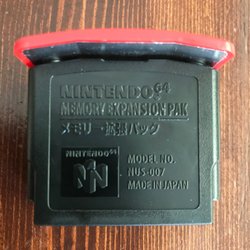 NINTENDO64
MEMORY EXPANSION PAK
メモリー拡張パック
NINTENDO64
MODEL NO.
NUS-007
MADE IN JAPAN